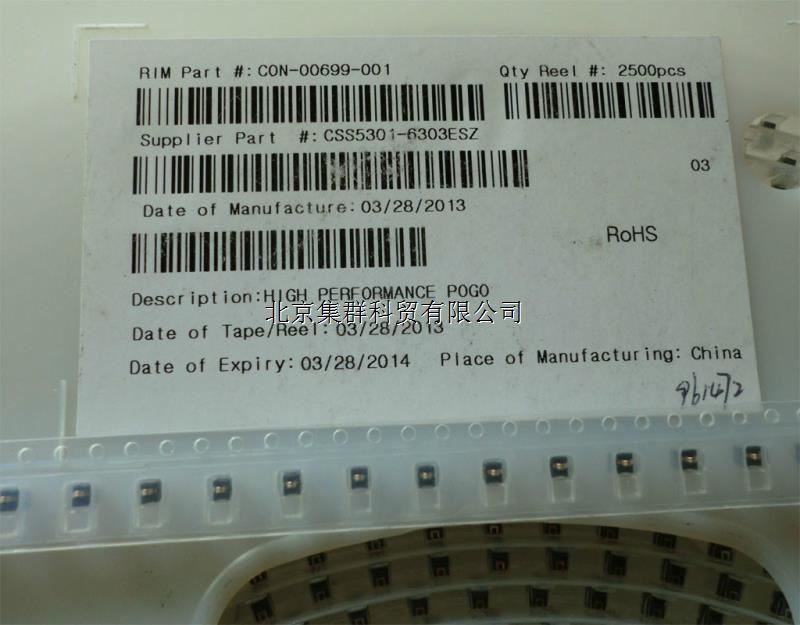 RIM Part #: CON-00699-001 Qty Reel #: 2500pcs
Supplier Part #: CSS5301-6303ESZ
03
Date of Manufacture: 03/28/2013
RoHS
Description: HIGH PERFORMANCE POGO
北京集群科贸有限公司
Date of Tape/Reel: 03/28/2013
Date of Expiry: 03/28/2014 Place of Manufacturing: China